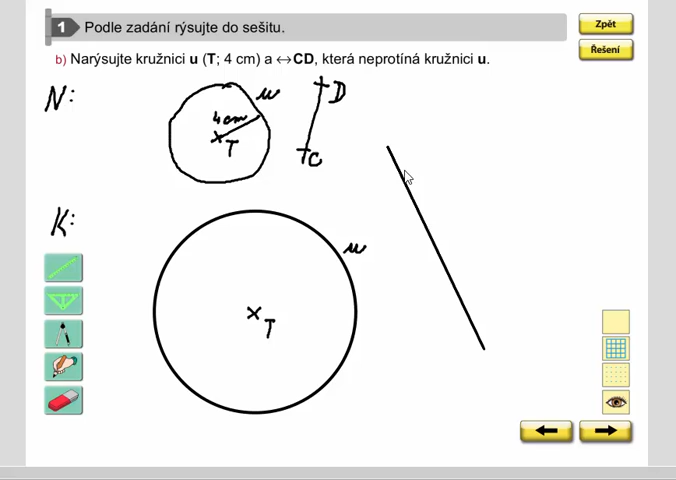 1 Podle zadání rýsujte do sešitu.
Zpět
Řešení
b) Narýsujte kružnici u (T; 4 cm) a ↔CD, která neprotíná kružnici u.
N:
u
4cm
T
D
C
K:
u
T